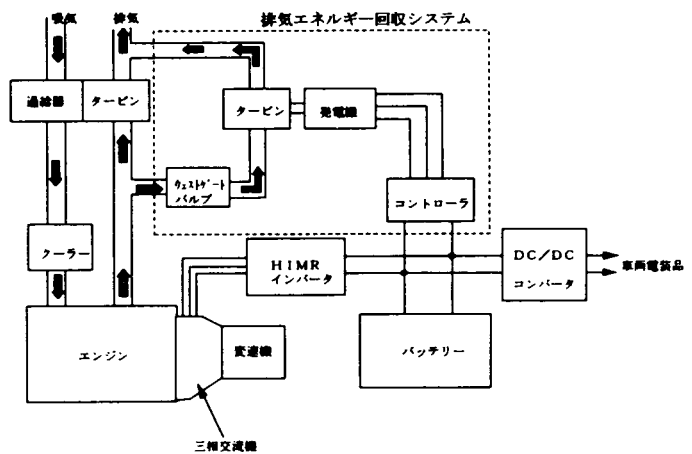 吸気
排気
排気エネルギー回収システム
過給器
タービン
タービン
発電機
ウェストゲート
バルブ
コントローラ
クーラー
HIMR
インバータ
DC/DC
コンバータ
車両電装品
エンジン
変速機
バッテリー
三相交流機